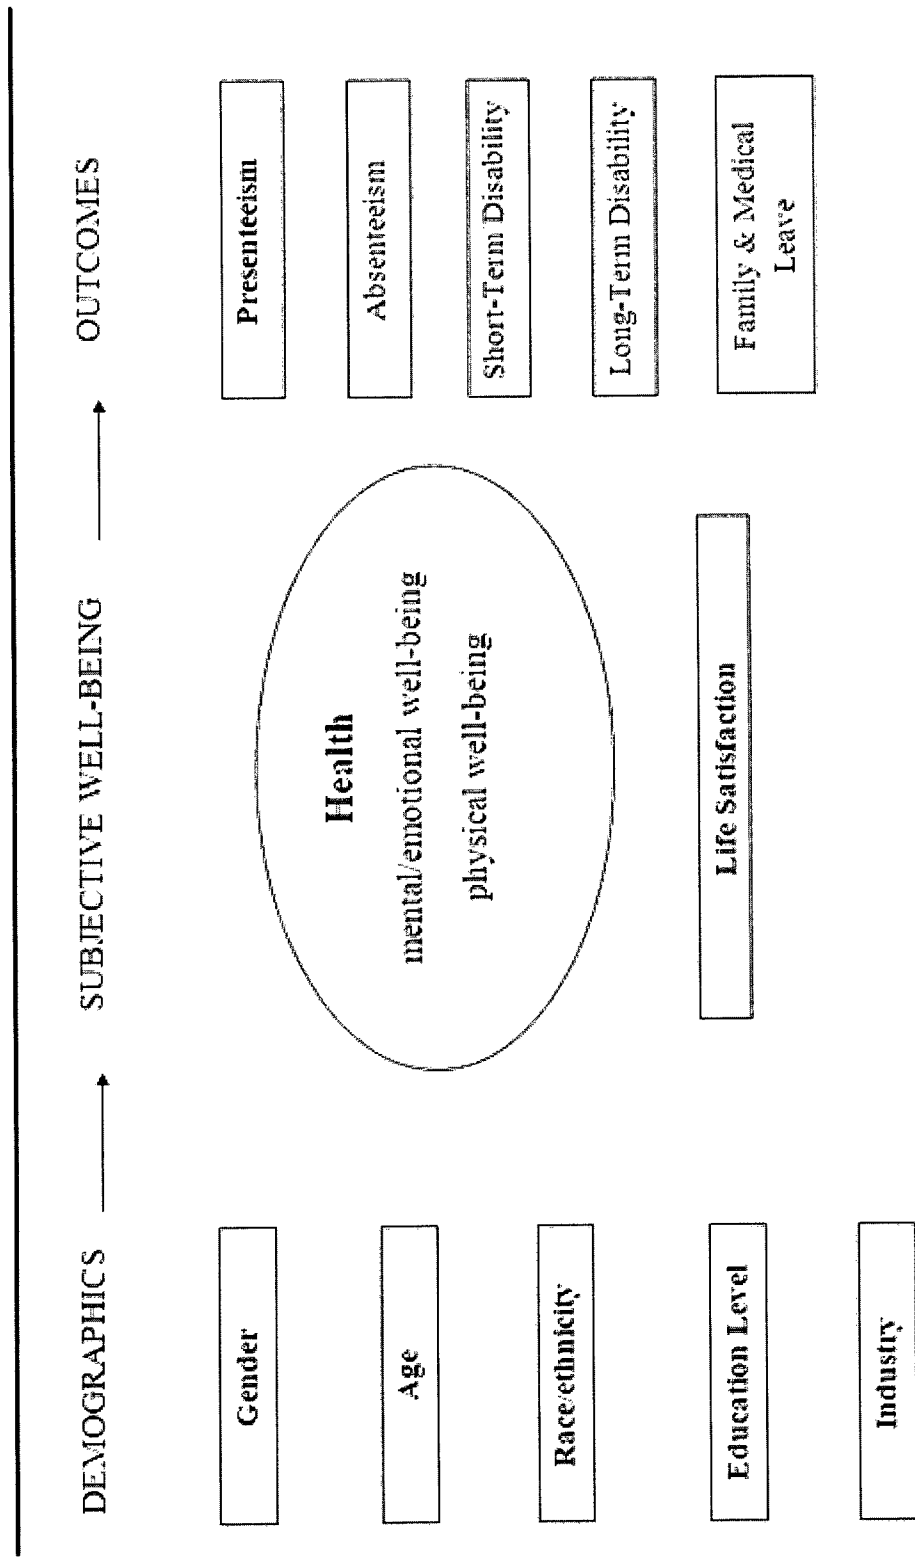 DEMOGRAPHICS
SUBJECTIVE WELL-BEING
OUTCOMES
Gender
Age
Race/ethnicity
Education Level
Industry
Health
mental/emotional well-being
physical well-being
Life Satisfaction
Presenteeism
Absenteeism
Short-Term Disability
Long-Term Disability
Family & Medical
Leave